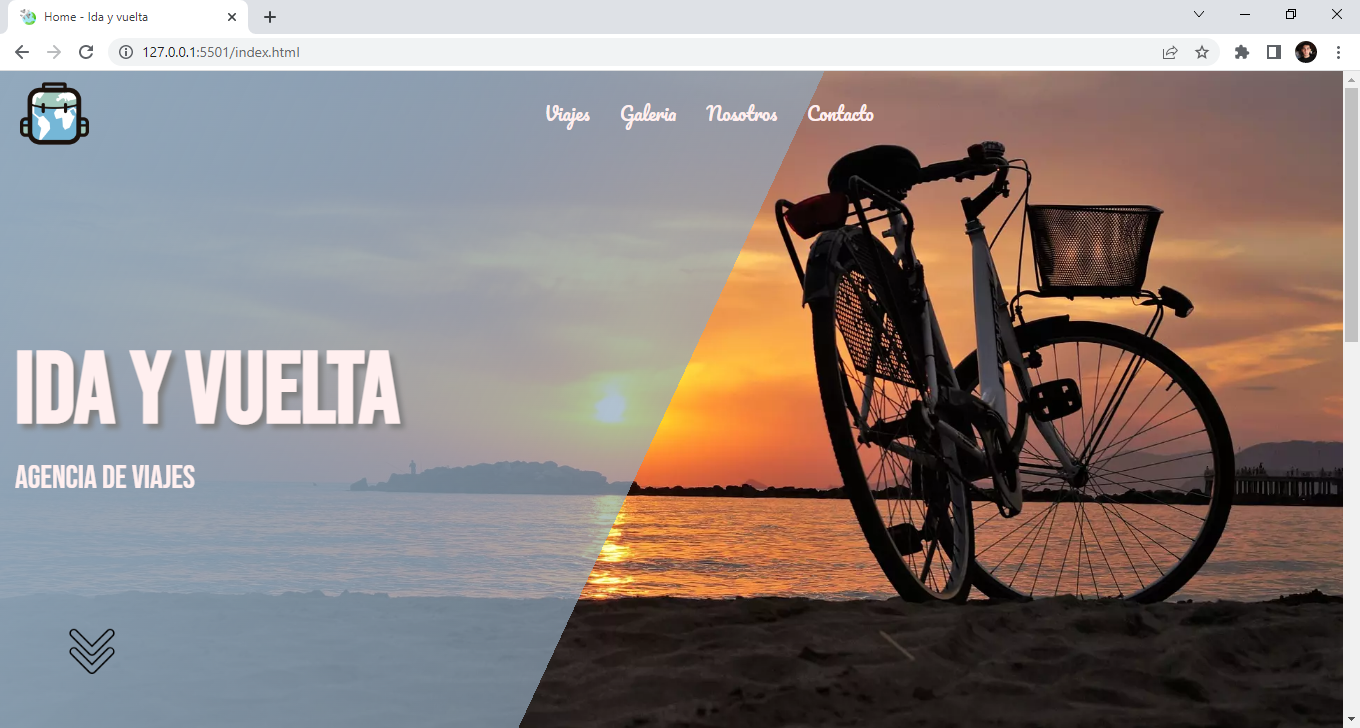 Home - Ida y vuelta
127.0.0.1:5501/index.html
Viajes Galeria Nosotros Contacto
IDA Y VUELTA
AGENCIA DE VIAJES